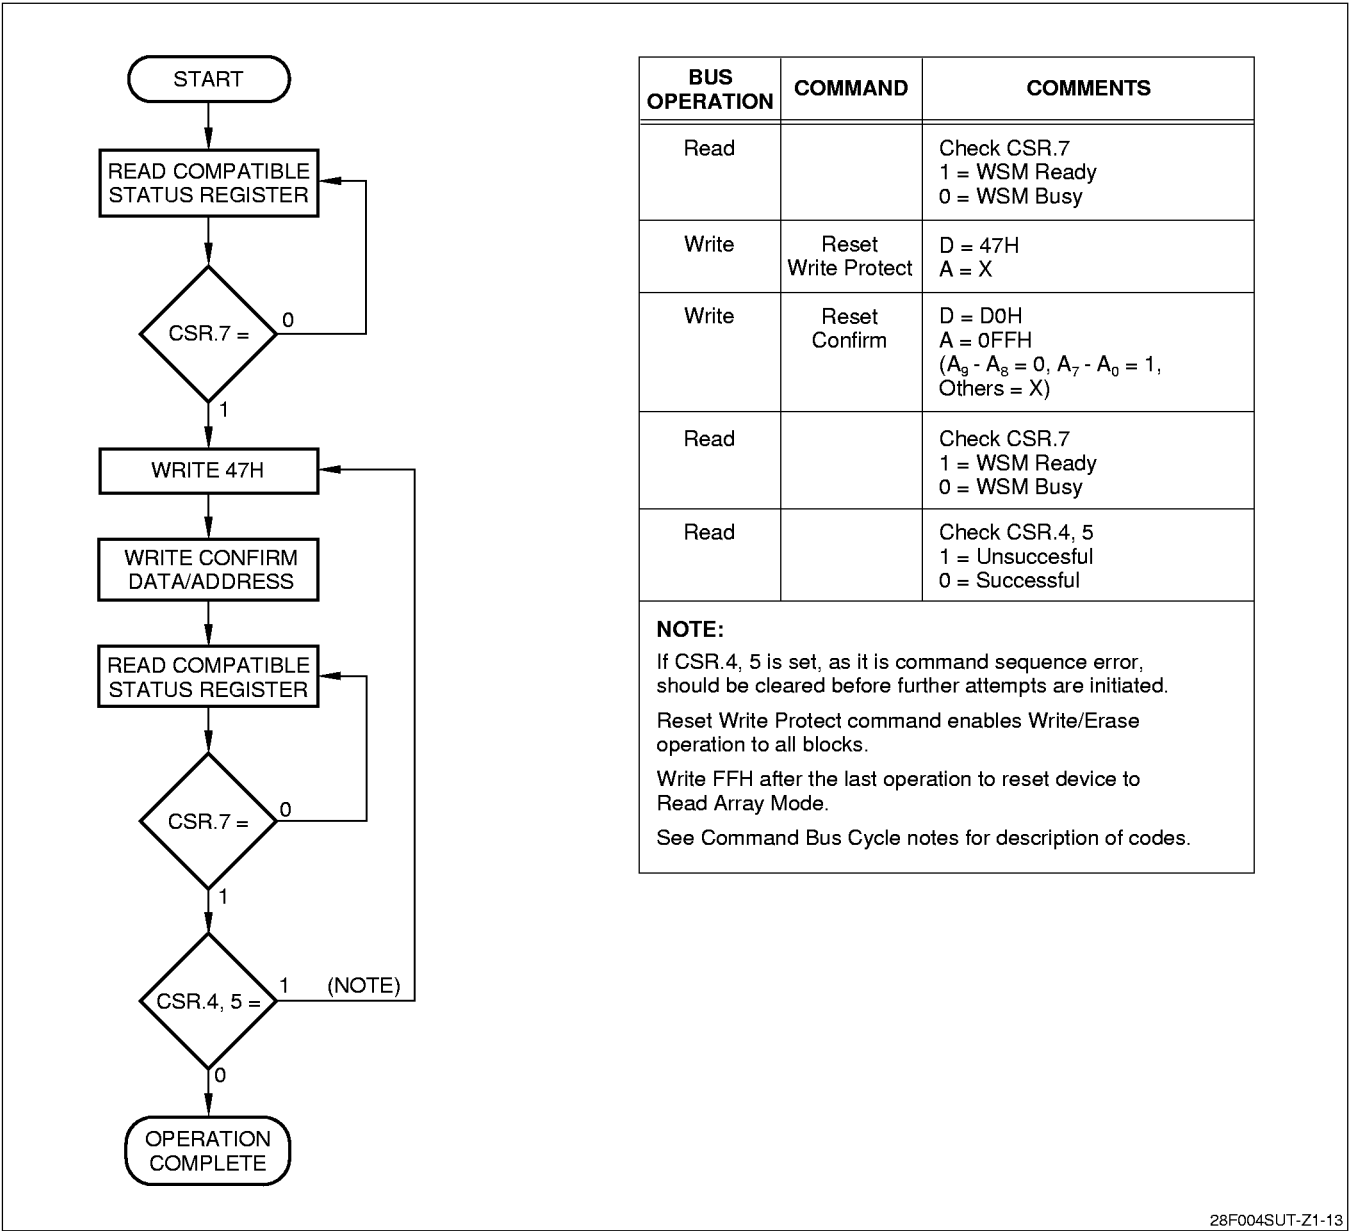 START
READ COMPATIBLE
STATUS REGISTER
CSR.7 =
0
1
WRITE 47H
WRITE CONFIRM
DATA/ADDRESS
READ COMPATIBLE
STATUS REGISTER
CSR.7 =
0
1
CSR.4, 5 =
1
(NOTE)
0
OPERATION
COMPLETE
BUS
OPERATION
COMMAND
COMMENTS
Read
Check CSR.7
1 = WSM Ready
0 = WSM Busy
Write
Reset
Write Protect
D = 47H
A = X
Write
Reset
Confirm
D = D0H
A = 0FFH
(A₉ - A₈ = 0, A₇ - A₀ = 1,
Others = X)
Read
Check CSR.7
1 = WSM Ready
0 = WSM Busy
Read
Check CSR.4, 5
1 = Unsuccesful
0 = Successful
NOTE:
If CSR.4, 5 is set, as it is command sequence error,
should be cleared before further attempts are initiated.
Reset Write Protect command enables Write/Erase
operation to all blocks.
Write FFH after the last operation to reset device to
Read Array Mode.
See Command Bus Cycle notes for description of codes.
28F004SUT-Z1-13